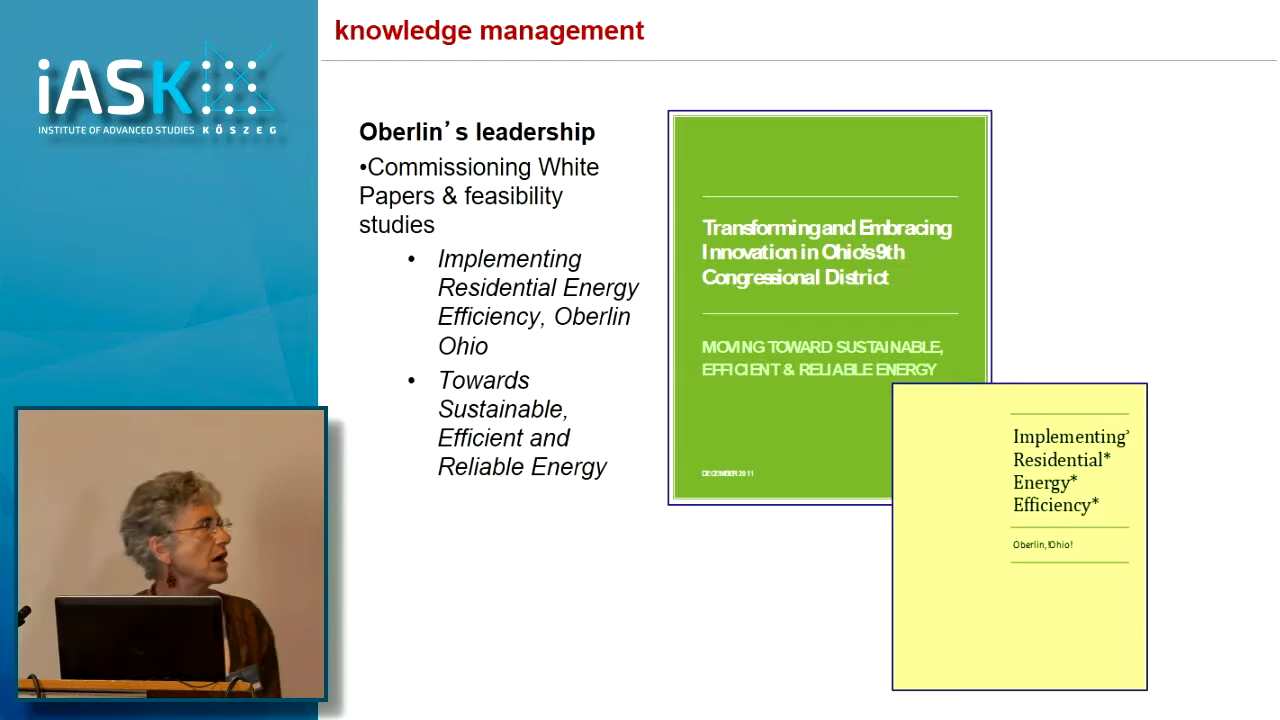 knowledge management
iASK
INSTITUTE OF ADVANCED STUDIES KŐSZEG
Oberlin's leadership
•Commissioning White
Papers & feasibility
studies
• Implementing
Residential Energy
Efficiency, Oberlin
Ohio
• Towards
Sustainable,
Efficient and
Reliable Energy
Transforming and Embracing
Innovation in Ohio's 9th
Congressional District
MOVING TOWARD SUSTAINABLE,
EFFICIENT & RELIABLE ENERGY
DECEMBER 2011
Implementing*
Residential*
Energy*
Efficiency*
Oberlin,!Ohio!